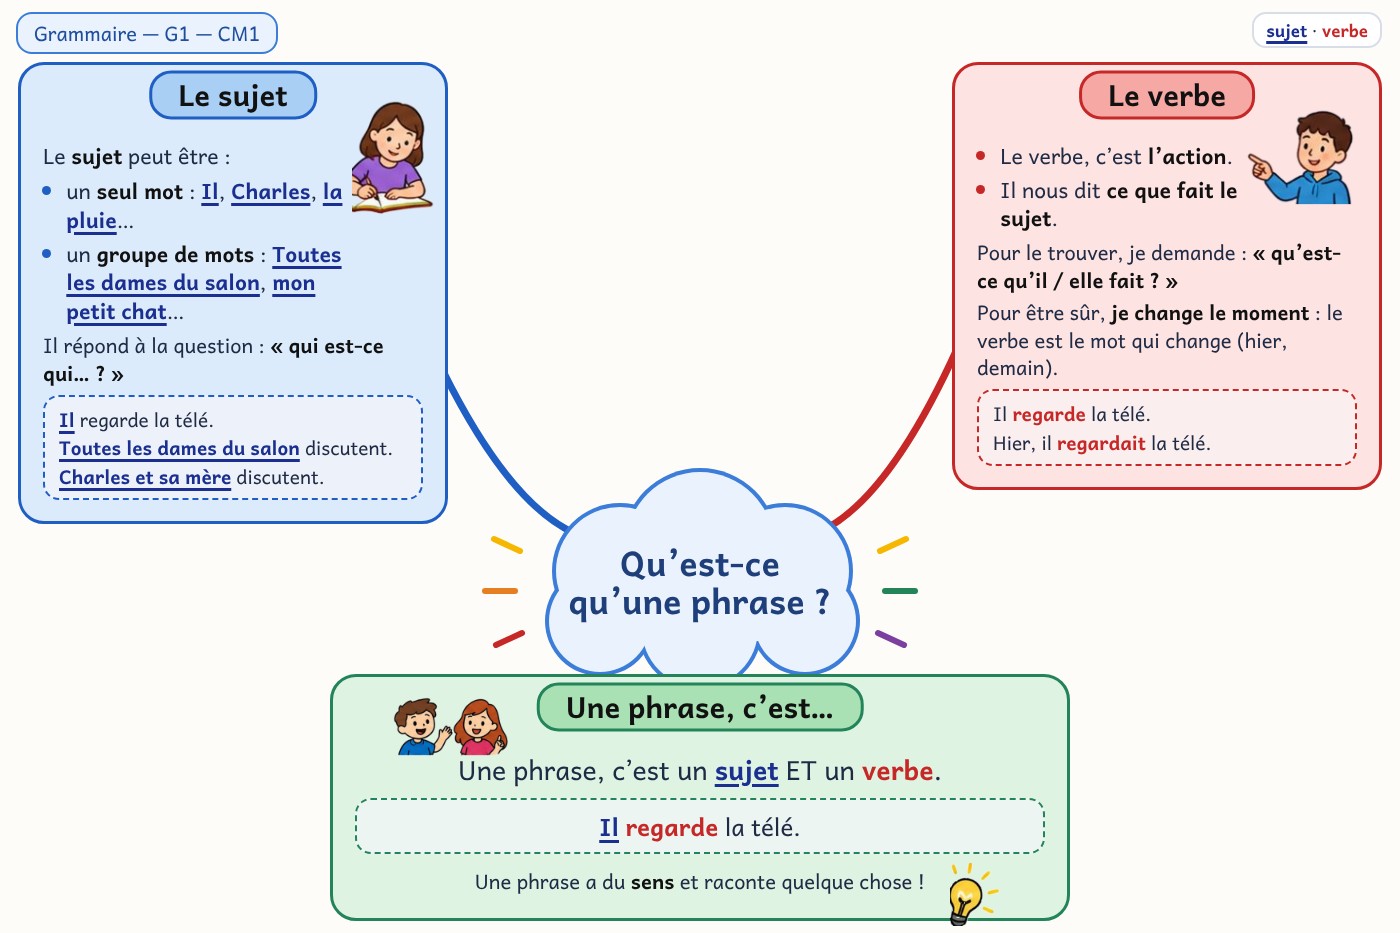 Grammaire — G1 — CM1
sujet · verbe
Le sujet
Le sujet peut être :
• un seul mot : Il, Charles, la
pluie...
• un groupe de mots : Toutes
les dames du salon, mon
petit chat...
Il répond à la question : « qui est-ce
qui... ? »
Il regarde la télé.
Toutes les dames du salon discutent.
Charles et sa mère discutent.
Le verbe
• Le verbe, c’est l’action.
• Il nous dit ce que fait le
sujet.
Pour le trouver, je demande : « qu’est-
ce qu’il / elle fait ? »
Pour être sûr, je change le moment : le
verbe est le mot qui change (hier,
demain).
Il regarde la télé.
Hier, il regardait la télé.
Qu’est-ce
qu’une phrase ?
Une phrase, c’est...
Une phrase, c’est un sujet ET un verbe.
Il regarde la télé.
Une phrase a du sens et raconte quelque chose !